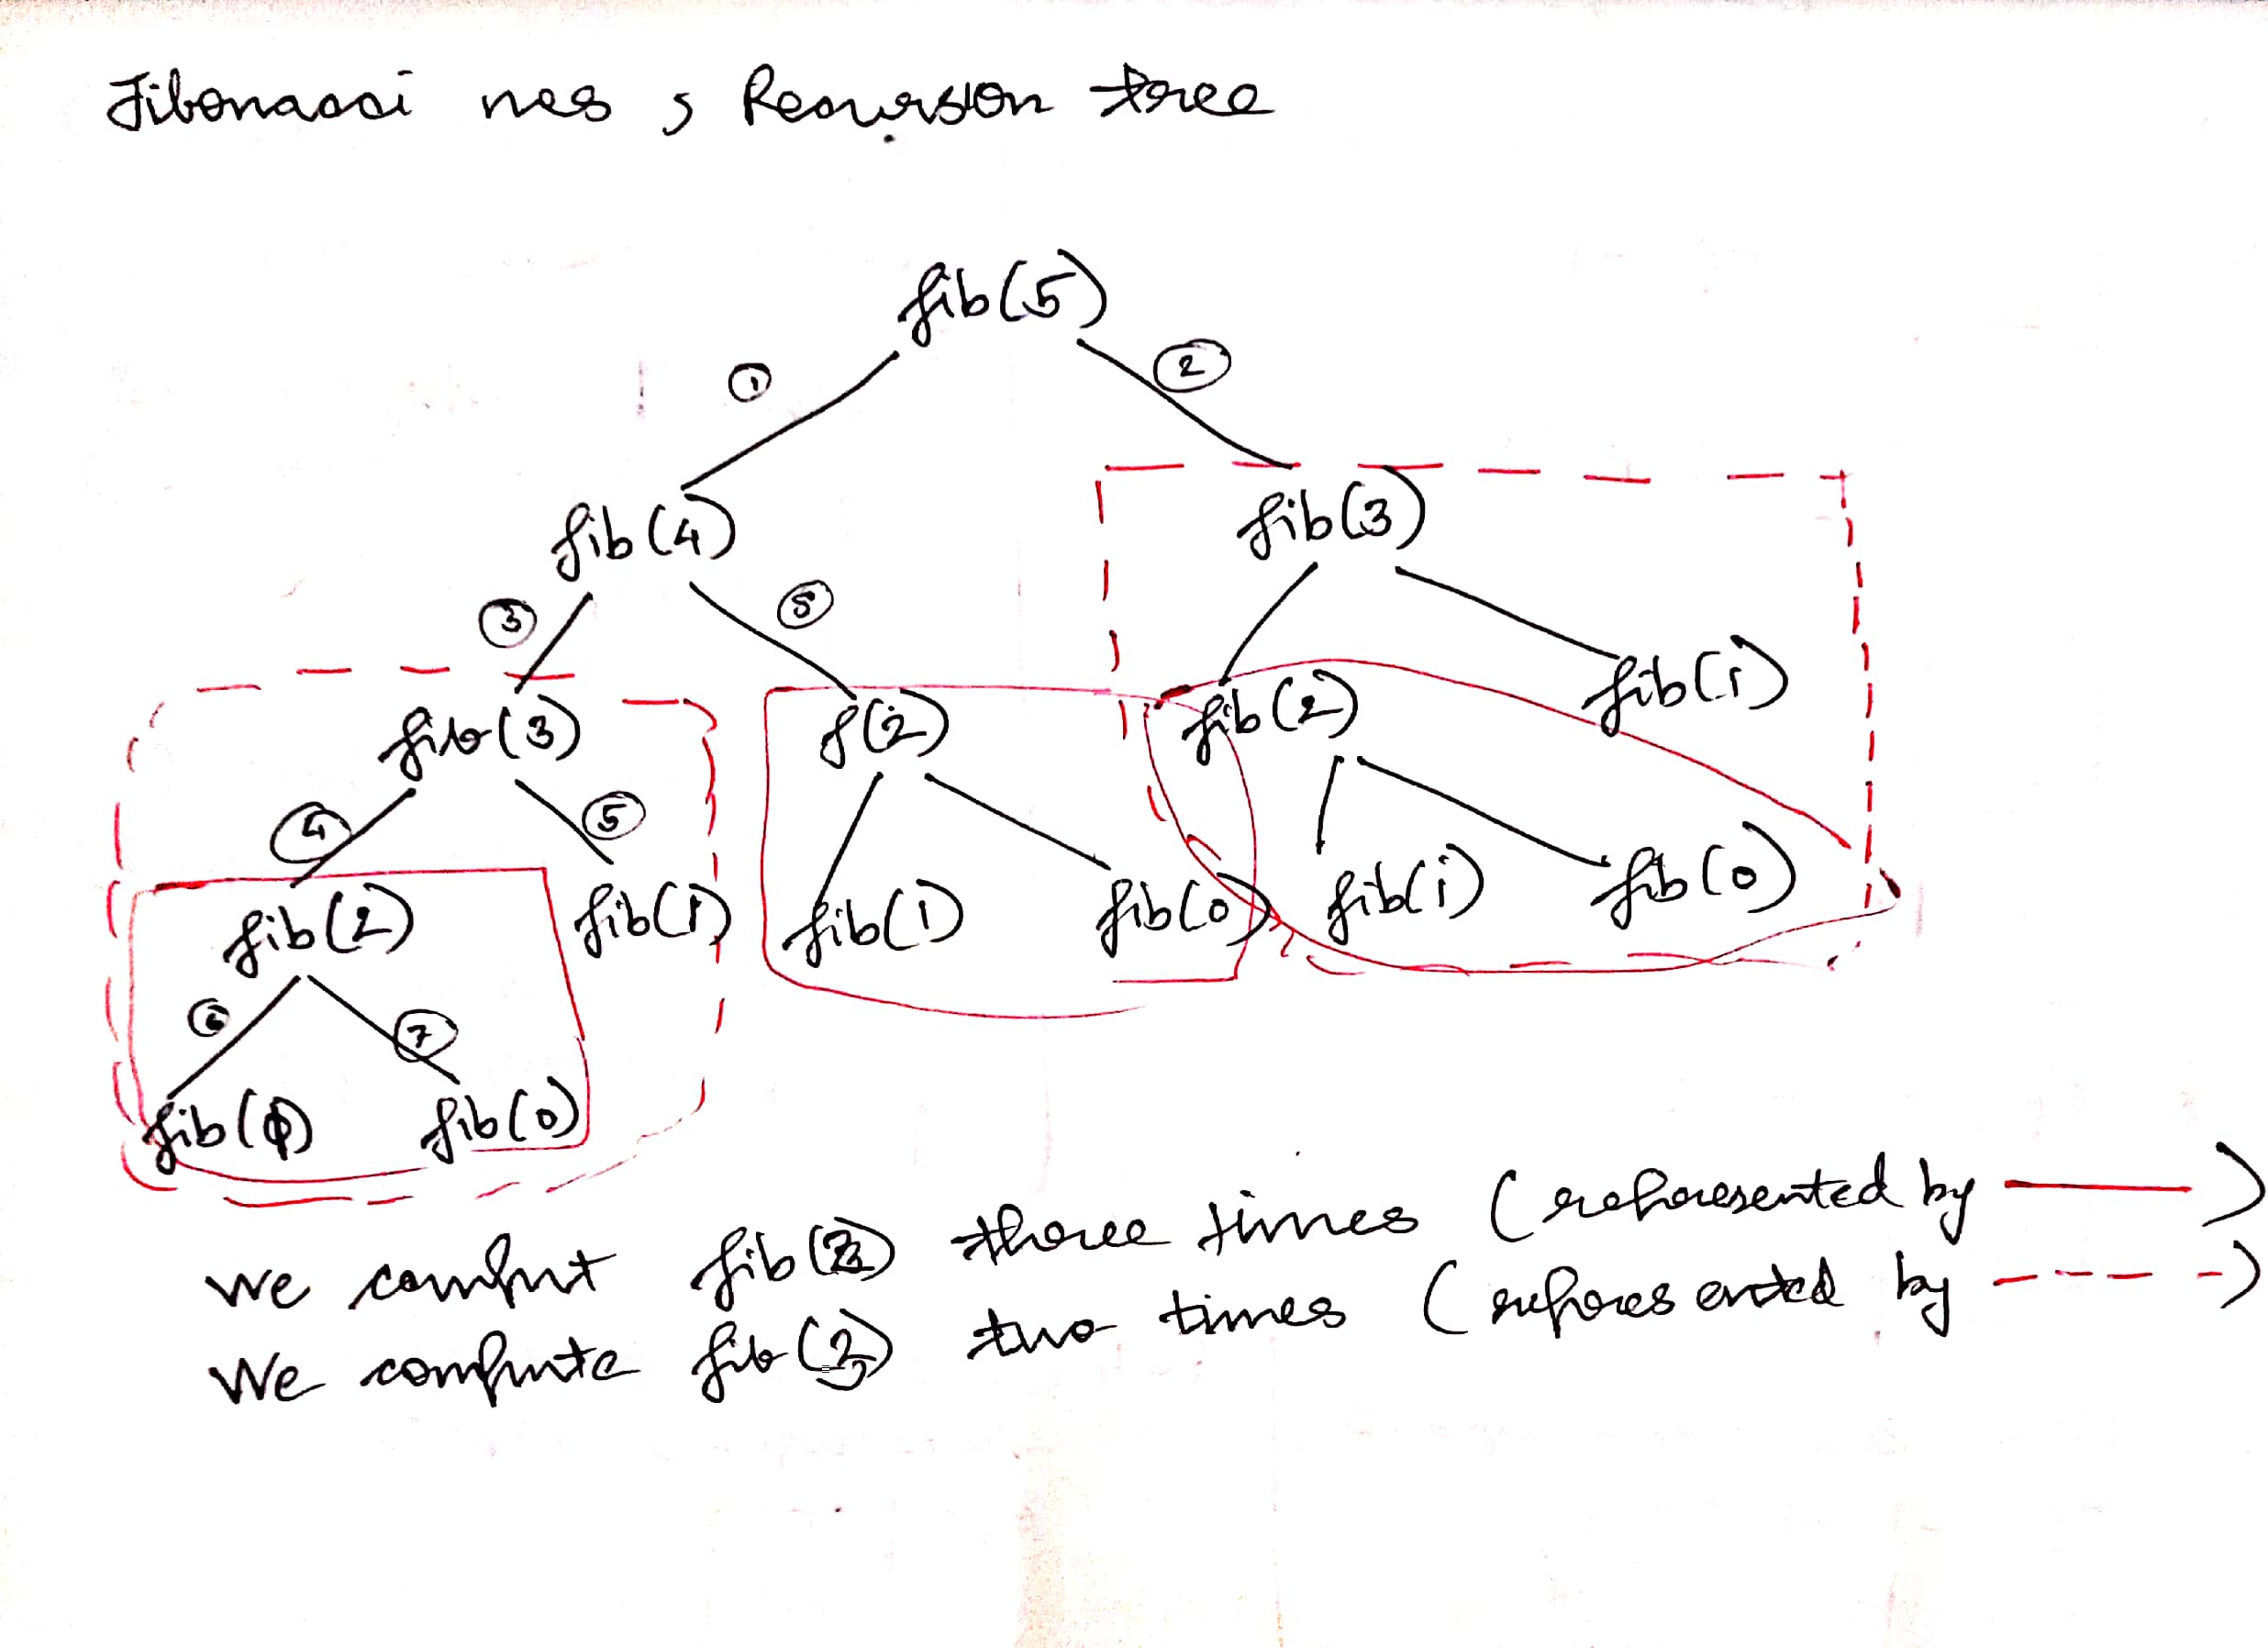 Fibonacci nos , Recursion tree
fib(5)
① ②
fib(4) fib(3)
③ ⑤
fib(3) f(2) fib(2) fib(1)
④ ⑤
fib(2) fib(1) fib(1) fib(0) fib(1) fib(0)
⑥ ⑦
fib(1) fib(0)
We comput fib(2) three times (represented by ——)
We compute fib(3) two times (represented by - - - -)